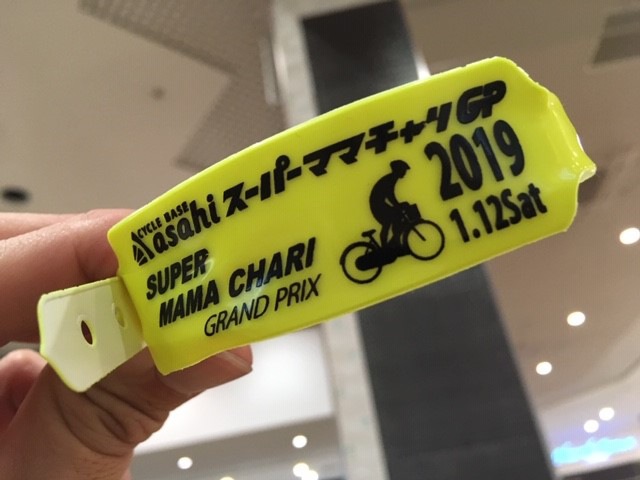 CYCLE BASE
asahi スーパーママチャリGP
SUPER
MAMA CHARI
GRAND PRIX
2019
1.12Sat